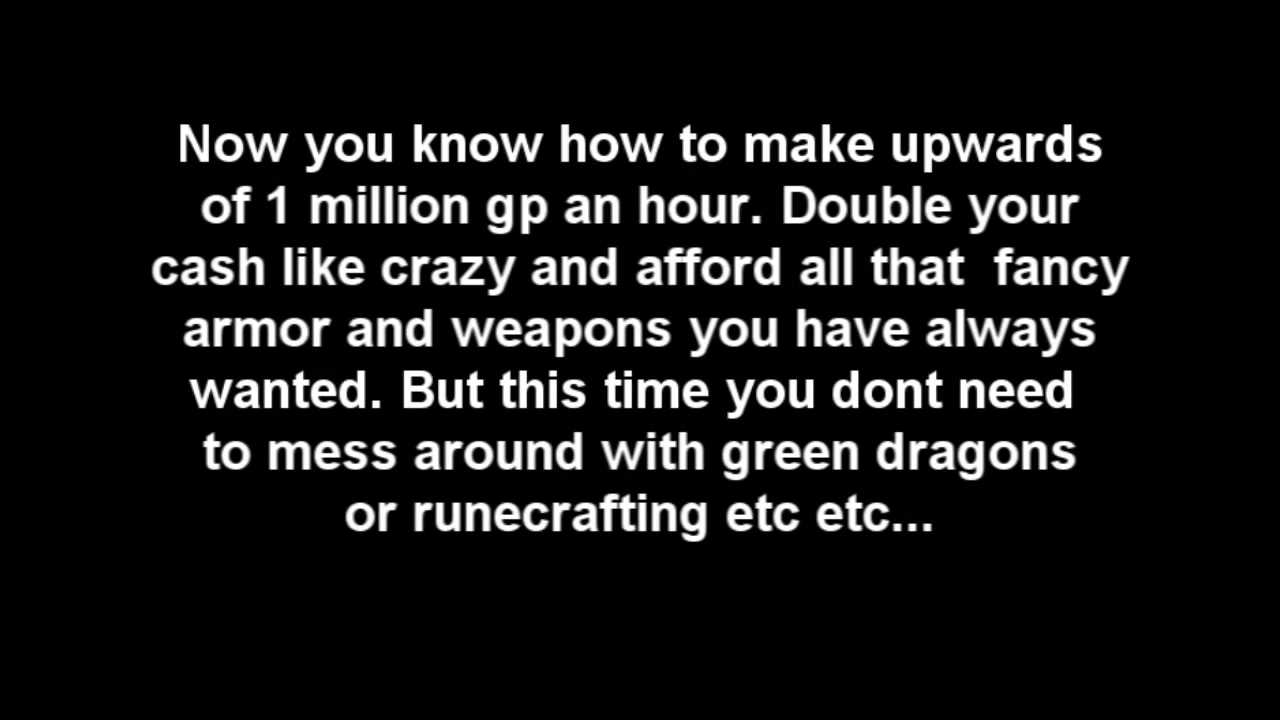 Now you know how to make upwards
of 1 million gp an hour. Double your
cash like crazy and afford all that  fancy
armor and weapons you have always
wanted. But this time you dont need
to mess around with green dragons
or runecrafting etc etc...